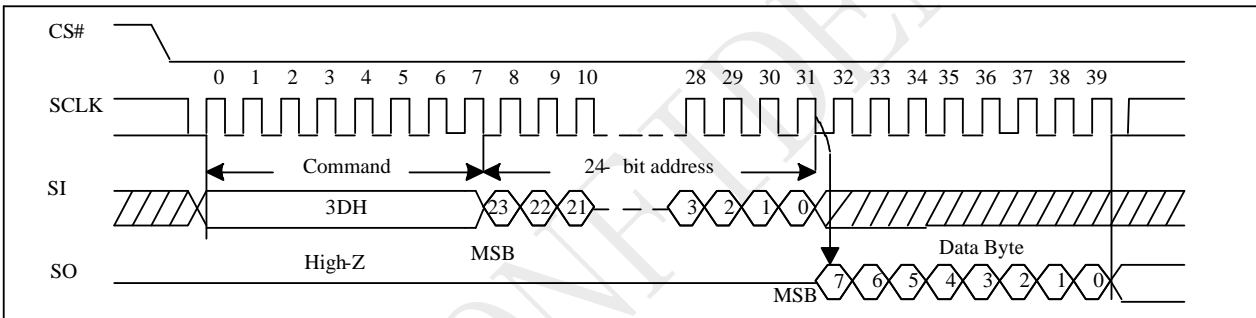 CS#
0 1 2 3 4 5 6 7 8 9 10 28 29 30 31 32 33 34 35 36 37 38 39
SCLK
Command 24- bit address
SI
3DH 23 22 21 3 2 1 0
High-Z MSB Data Byte
SO
MSB 7 6 5 4 3 2 1 0